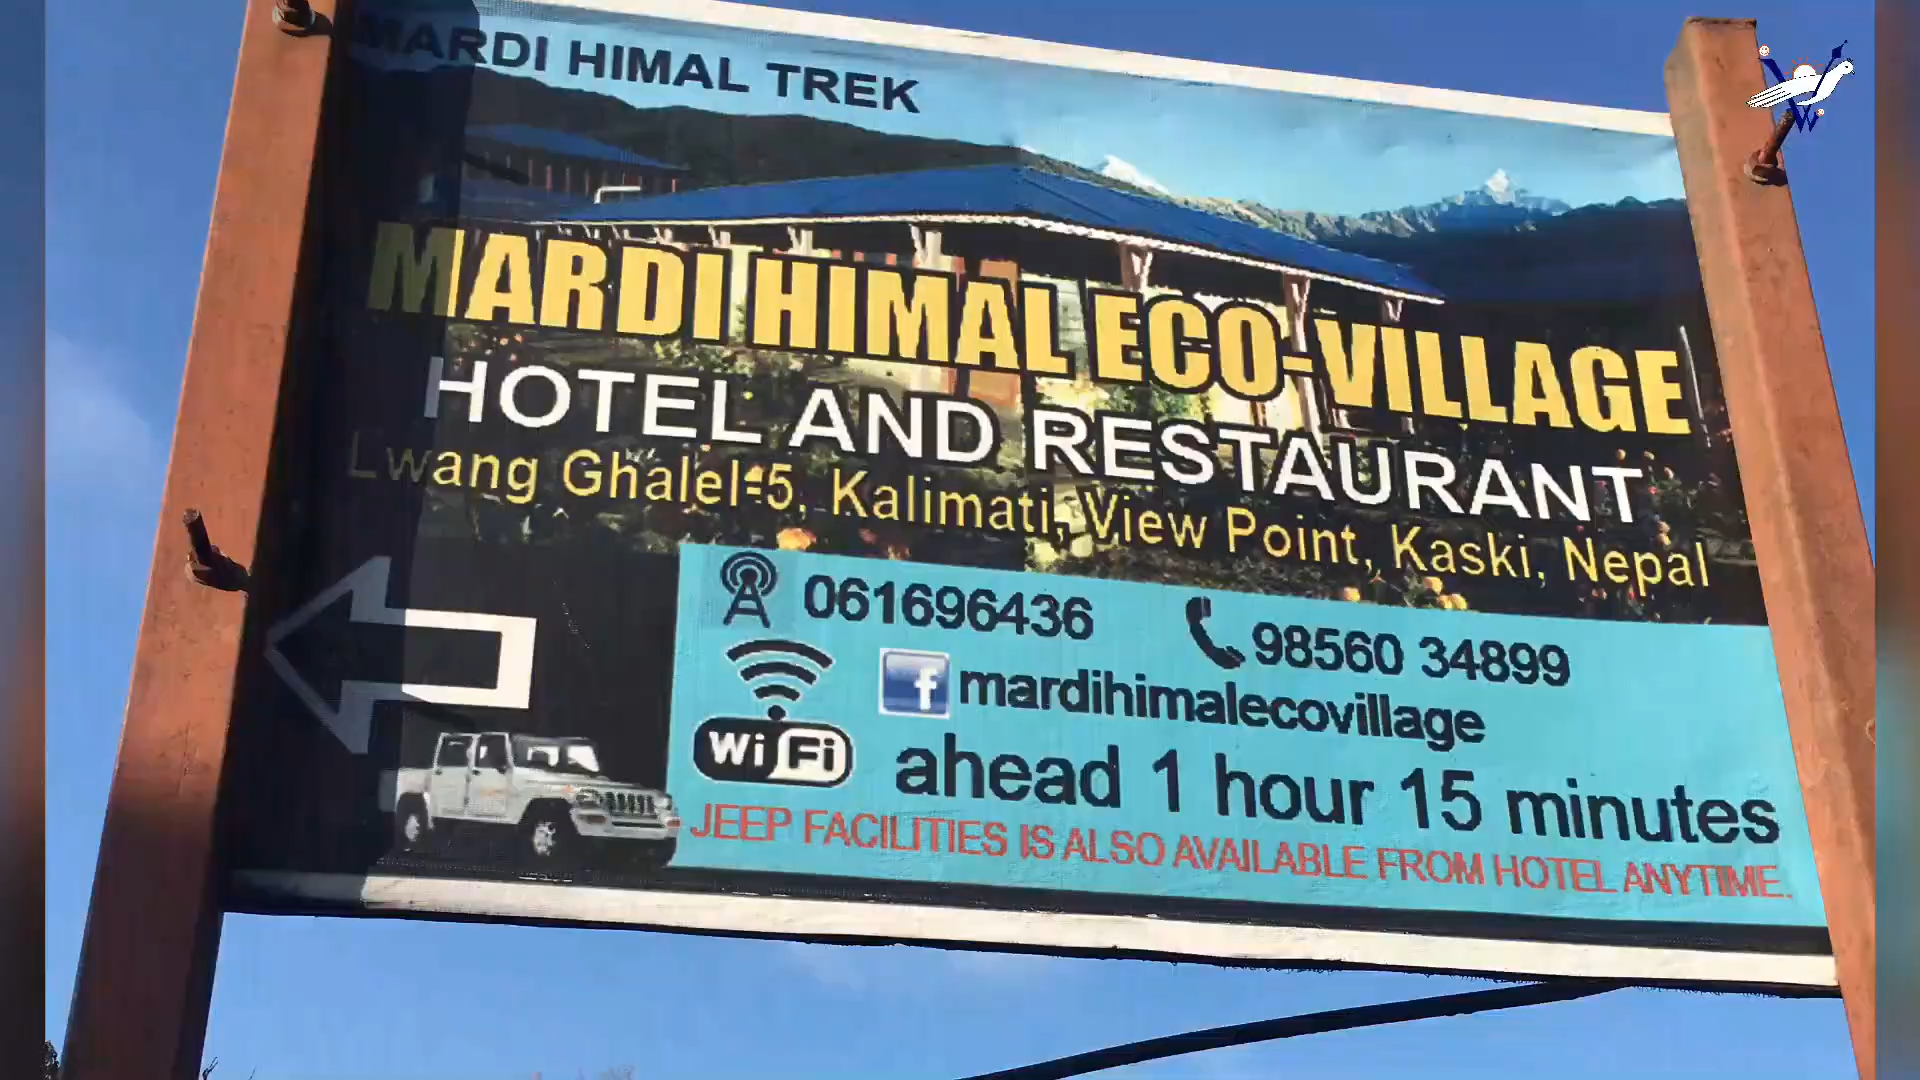 MARDI HIMAL TREK
MARDI HIMAL ECO-VILLAGE
HOTEL AND RESTAURANT
Lwang Ghalel-5, Kalimati, View Point, Kaski, Nepal
061696436 98560 34899
f mardihimalecovillage
WiFi ahead 1 hour 15 minutes
JEEP FACILITIES IS ALSO AVAILABLE FROM HOTEL ANYTIME.
VW